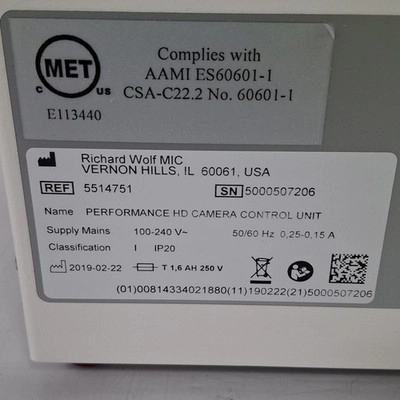 MET
C US
E113440
Complies with
AAMI ES60601-1
CSA-C22.2 No. 60601-1
Richard Wolf MIC
VERNON HILLS, IL 60061, USA
REF 5514751 SN 5000507206
Name PERFORMANCE HD CAMERA CONTROL UNIT
Supply Mains 100-240 V~ 50/60 Hz 0,25-0,15 A
Classification I IP20
2019-02-22 T 1,6 AH 250 V
(01)00814334021880(11)190222(21)5000507206